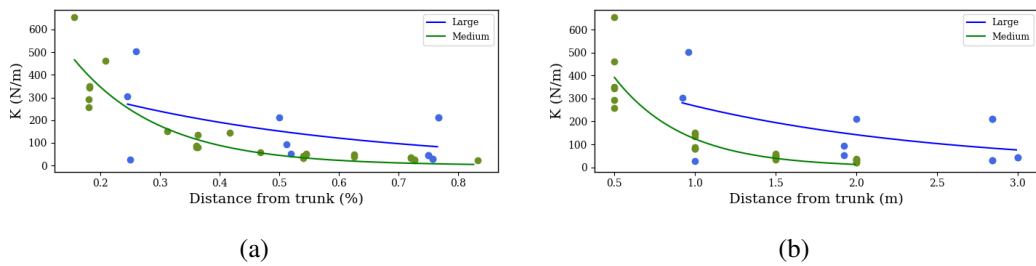 600
500
400
300
200
100
0
K (N/m)
0.2 0.3 0.4 0.5 0.6 0.7 0.8
Distance from trunk (%)
Large
Medium
(a)
600
500
400
300
200
100
0
K (N/m)
0.5 1.0 1.5 2.0 2.5 3.0
Distance from trunk (m)
Large
Medium
(b)